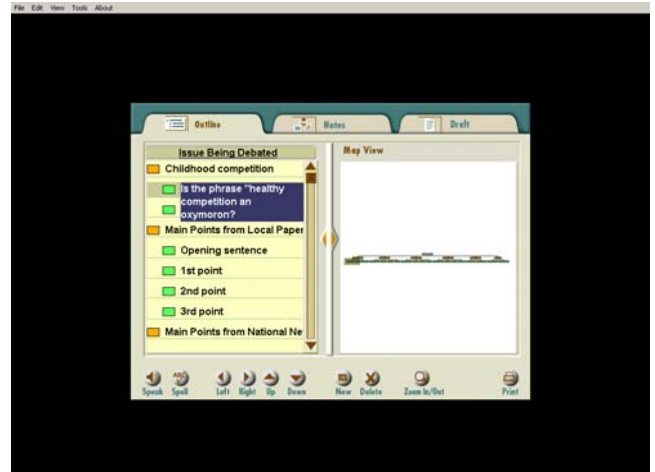 File Edit View Tools About
Outline
Notes
Draft
Issue Being Debated
Childhood competition
Is the phrase "healthy
competition an
oxymoron?
Main Points from Local Paper
Opening sentence
1st point
2nd point
3rd point
Main Points from National Ne
Map View
ABC
Speak Spell Left Right Up Down New Delete Zoom In/Out Print